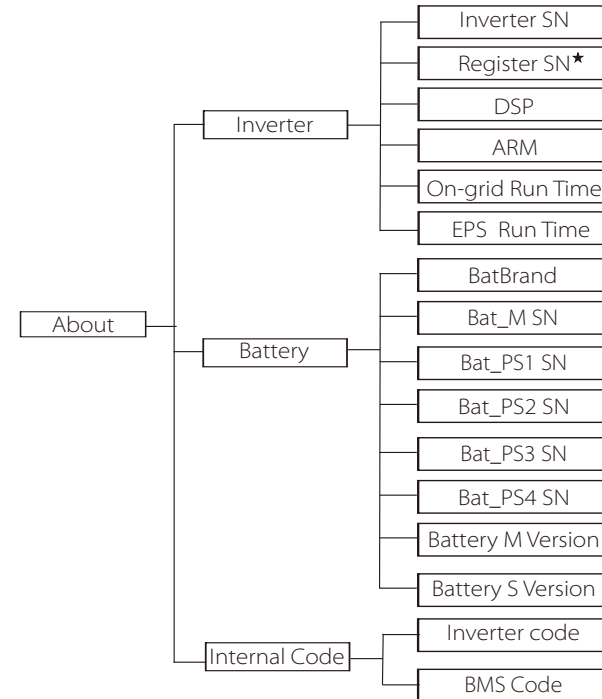 About
Inverter
Inverter SN
Register SN★
DSP
ARM
On-grid Run Time
EPS Run Time
Battery
BatBrand
Bat_M SN
Bat_PS1 SN
Bat_PS2 SN
Bat_PS3 SN
Bat_PS4 SN
Battery M Version
Battery S Version
Internal Code
Inverter code
BMS Code